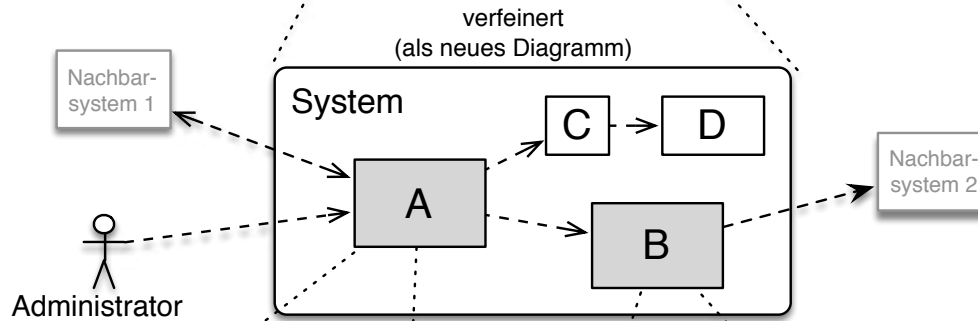 verfeinert
(als neues Diagramm)
Nachbar-
system 1
System
C
D
A
B
Nachbar-
system 2
Administrator